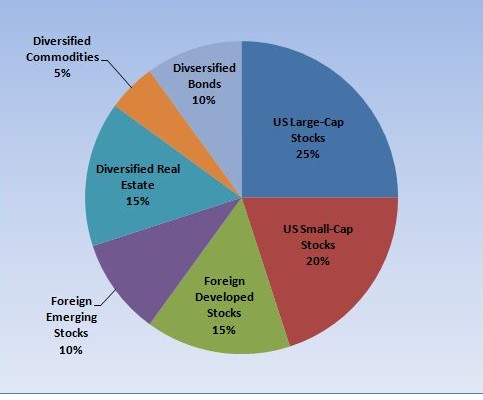 Diversified
Commodities
5%
Divsersified
Bonds
10%
US Large-Cap
Stocks
25%
US Small-Cap
Stocks
20%
Foreign
Developed
Stocks
15%
Foreign
Emerging
Stocks
10%
Diversified Real
Estate
15%